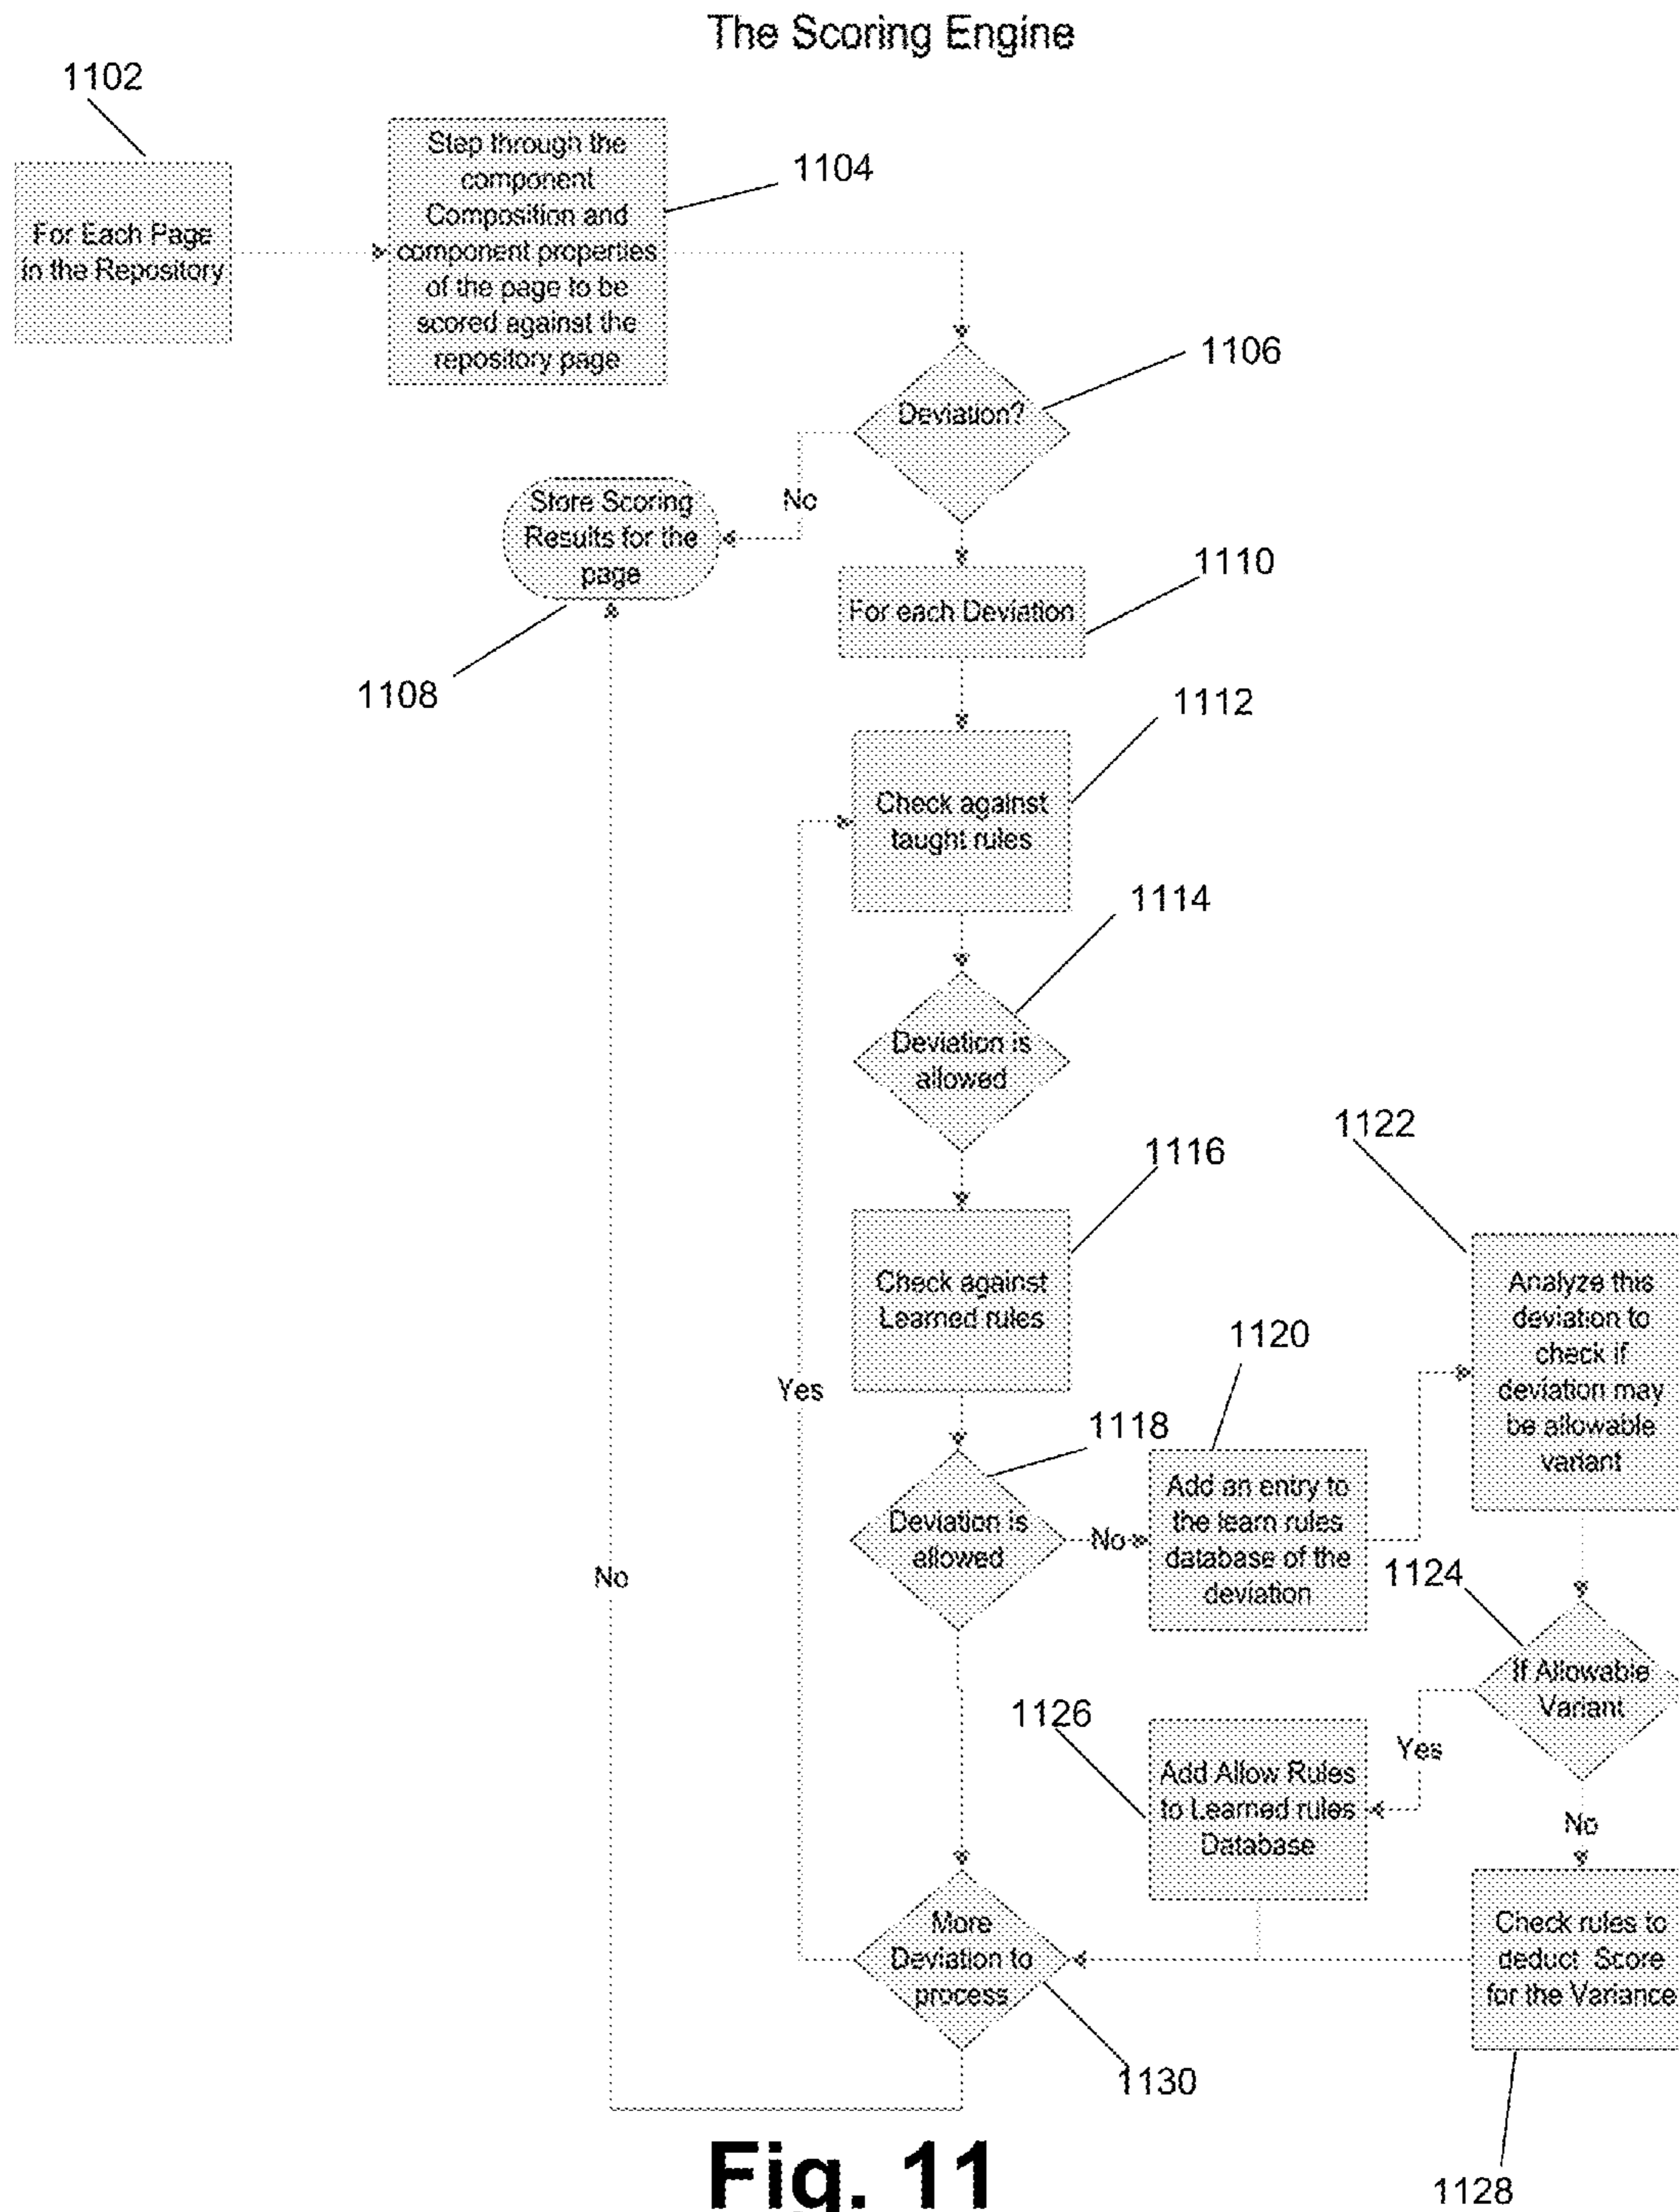 The Scoring Engine
1102
For Each Page
in the Repository
Step through the
component
Composition and
component properties
of the page to be
scored against the
repository page
1104
Deviation?
1106
No
Store Scoring
Results for the
page
1108
For each Deviation
1110
Check against
taught rules
1112
Deviation is
allowed
1114
Check against
Learned rules
1116
Deviation is
allowed
1118
No
Add an entry to
the learn rules
database of the
deviation
1120
Analyze this
deviation to
check if
deviation may
be allowable
variant
1122
If Allowable
Variant
1124
Yes
Add Allow Rules
to Learned rules
Database
1126
No
Check rules to
deduct Score
for the Variance
1128
More
Deviation to
process
1130
Yes
No
Fig. 11